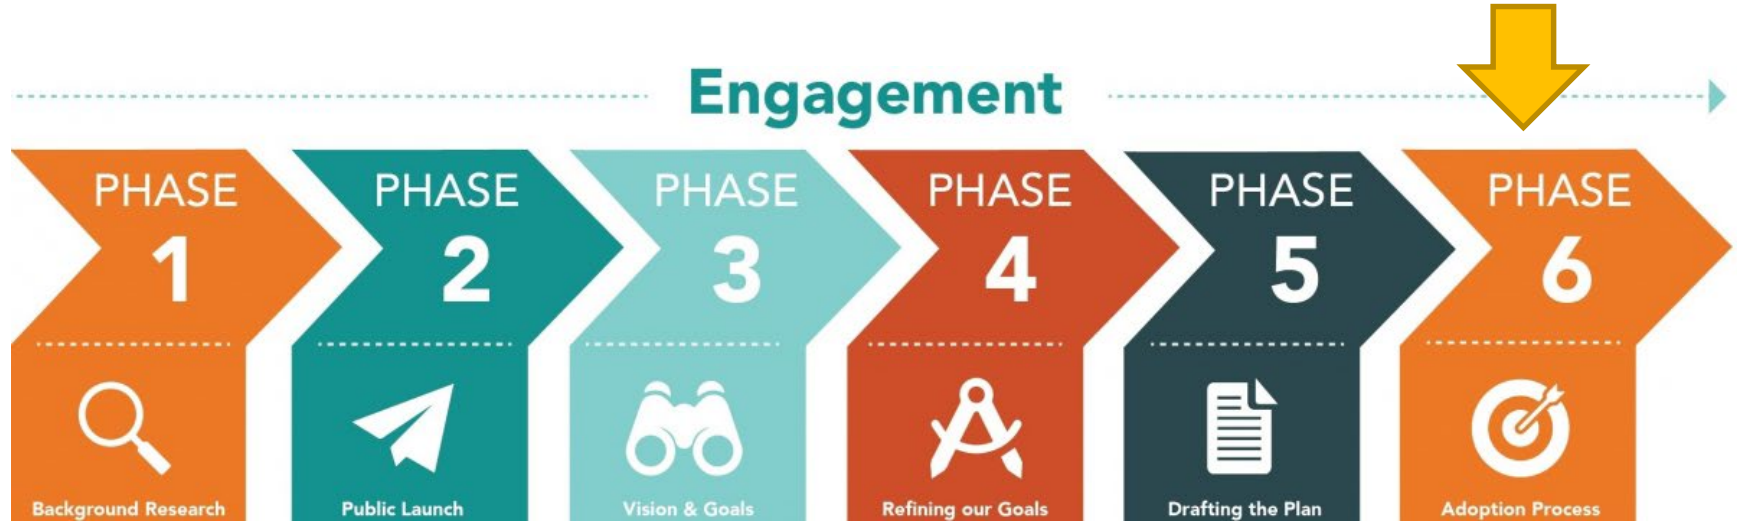 Engagement
PHASE
1
Background Research
PHASE
2
Public Launch
PHASE
3
Vision & Goals
PHASE
4
Refining our Goals
PHASE
5
Drafting the Plan
PHASE
6
Adoption Process